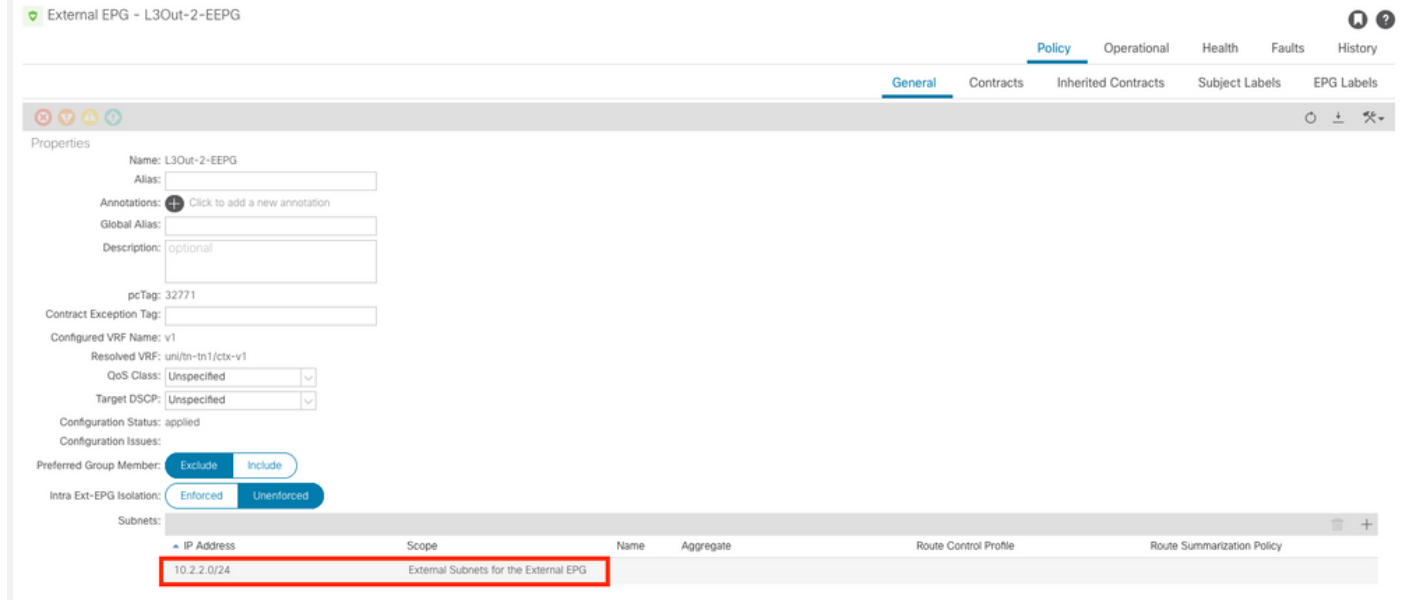 External EPG - L3Out-2-EEPG
Policy Operational Health Faults History
General Contracts Inherited Contracts Subject Labels EPG Labels
Properties
Name: L3Out-2-EEPG
Alias:
Annotations: Click to add a new annotation
Global Alias:
Description: optional
pcTag: 32771
Contract Exception Tag:
Configured VRF Name: v1
Resolved VRF: uni/tn-tn1/ctx-v1
QoS Class: Unspecified
Target DSCP: Unspecified
Configuration Status: applied
Configuration Issues:
Preferred Group Member: Exclude Include
Intra Ext-EPG Isolation: Enforced Unenforced
Subnets:
IP Address Scope Name Aggregate Route Control Profile Route Summarization Policy
10.2.2.0/24 External Subnets for the External EPG